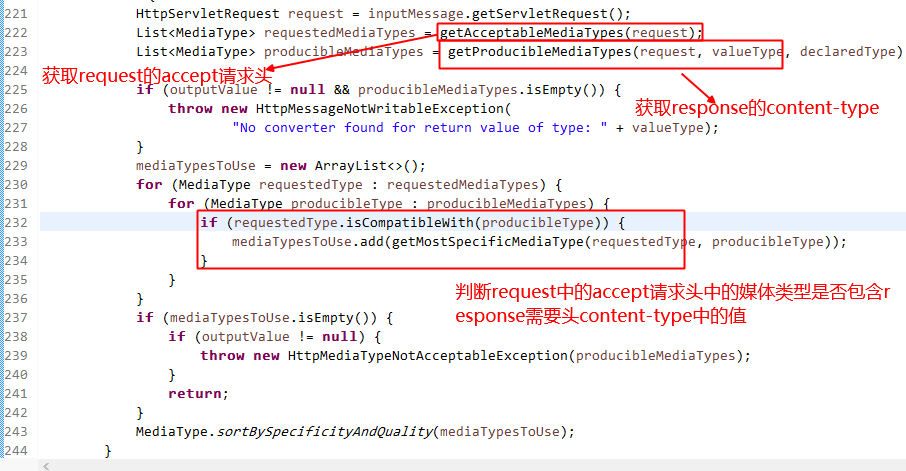 221 HttpServletRequest request = inputMessage.getServletRequest();
222 List<MediaType> requestedMediaTypes = getAcceptableMediaTypes(request);
223 List<MediaType> producibleMediaTypes = getProducibleMediaTypes(request, valueType, declaredType)
224
获取request的accept请求头
225 if (outputValue != null && producibleMediaTypes.isEmpty()) {
226 throw new HttpMessageNotWritableException(
获取response的content-type
227 "No converter found for return value of type: " + valueType);
228 }
229 mediaTypesToUse = new ArrayList<>();
230 for (MediaType requestedType : requestedMediaTypes) {
231 for (MediaType producibleType : producibleMediaTypes) {
232 if (requestedType.isCompatibleWith(producibleType)) {
233 mediaTypesToUse.add(getMostSpecificMediaType(requestedType, producibleType));
234 }
235 }
236 }
判断request中的accept请求头中的媒体类型是否包含r
esponse需要头content-type中的值
237 if (mediaTypesToUse.isEmpty()) {
238 if (outputValue != null) {
239 throw new HttpMediaTypeNotAcceptableException(producibleMediaTypes);
240 }
241 return;
242 }
243 MediaType.sortBySpecificityAndQuality(mediaTypesToUse);
244 }